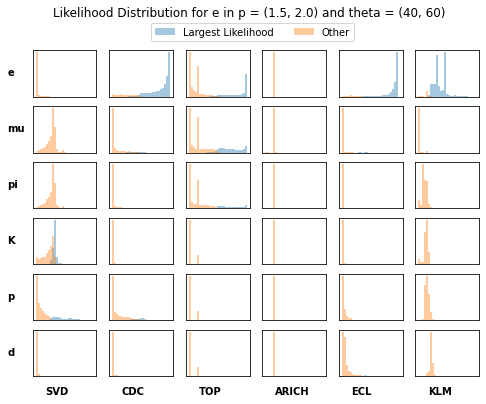 Likelihood Distribution for e in p = (1.5, 2.0) and theta = (40, 60)
Largest Likelihood Other
e
mu
pi
K
p
d
SVD CDC TOP ARICH ECL KLM